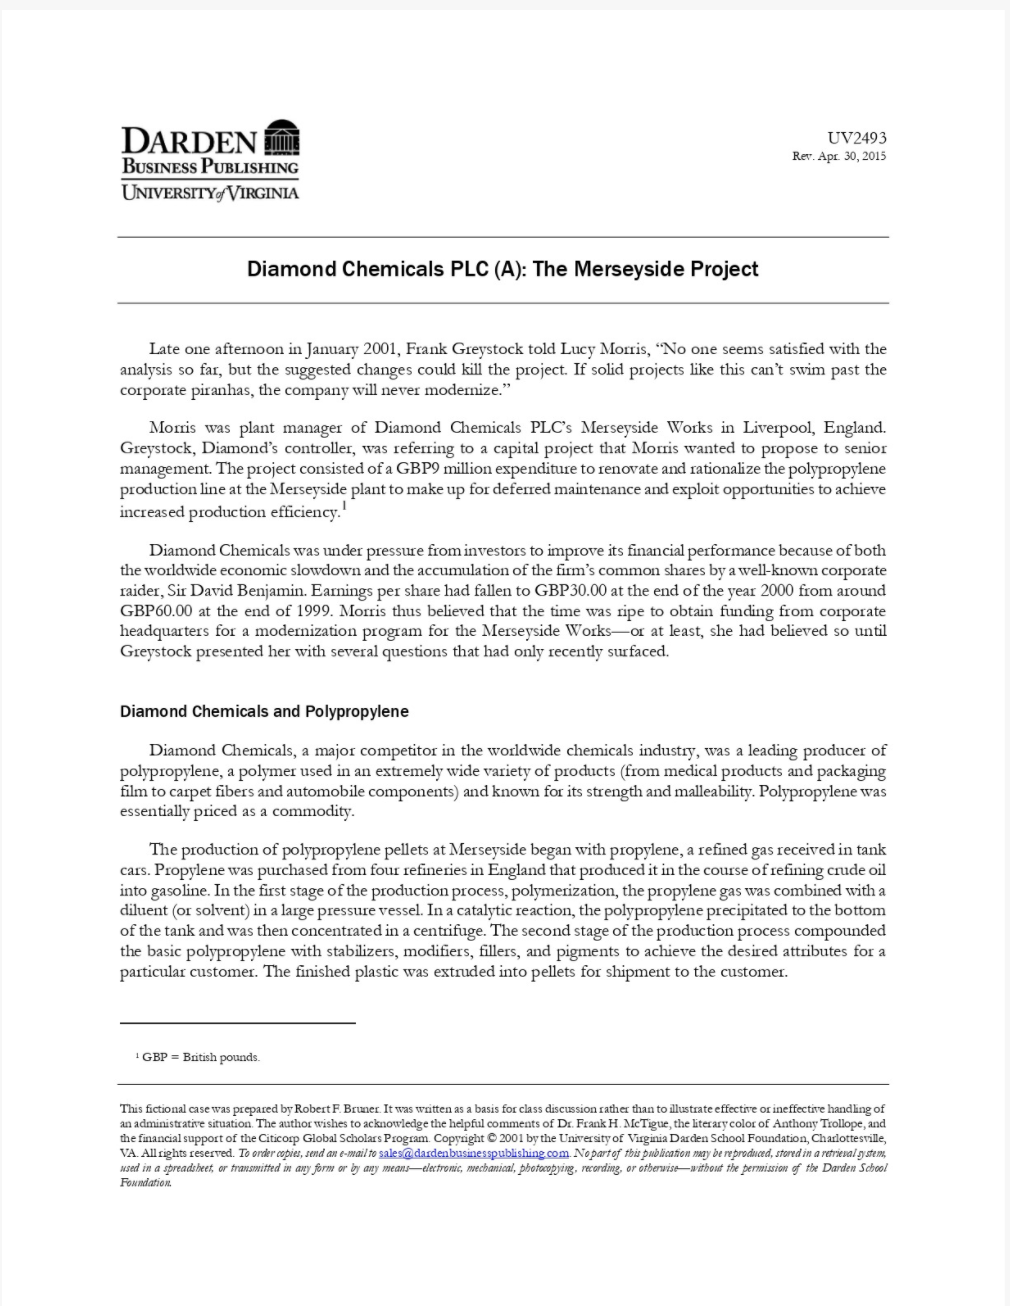 DARDEN
BUSINESS PUBLISHING
UNIVERSITY of VIRGINIA
UV2493
Rev. Apr. 30, 2015
Diamond Chemicals PLC (A): The Merseyside Project
Late one afternoon in January 2001, Frank Greystock told Lucy Morris, “No one seems satisfied with the
analysis so far, but the suggested changes could kill the project. If solid projects like this can’t swim past the
corporate piranhas, the company will never modernize.”
Morris was plant manager of Diamond Chemicals PLC’s Merseyside Works in Liverpool, England.
Greystock, Diamond’s controller, was referring to a capital project that Morris wanted to propose to senior
management. The project consisted of a GBP9 million expenditure to renovate and rationalize the polypropylene
production line at the Merseyside plant to make up for deferred maintenance and exploit opportunities to achieve
increased production efficiency.1
Diamond Chemicals was under pressure from investors to improve its financial performance because of both
the worldwide economic slowdown and the accumulation of the firm’s common shares by a well-known corporate
raider, Sir David Benjamin. Earnings per share had fallen to GBP30.00 at the end of the year 2000 from around
GBP60.00 at the end of 1999. Morris thus believed that the time was ripe to obtain funding from corporate
headquarters for a modernization program for the Merseyside Works—or at least, she had believed so until
Greystock presented her with several questions that had only recently surfaced.
Diamond Chemicals and Polypropylene
Diamond Chemicals, a major competitor in the worldwide chemicals industry, was a leading producer of
polypropylene, a polymer used in an extremely wide variety of products (from medical products and packaging
film to carpet fibers and automobile components) and known for its strength and malleability. Polypropylene was
essentially priced as a commodity.
The production of polypropylene pellets at Merseyside began with propylene, a refined gas received in tank
cars. Propylene was purchased from four refineries in England that produced it in the course of refining crude oil
into gasoline. In the first stage of the production process, polymerization, the propylene gas was combined with a
diluent (or solvent) in a large pressure vessel. In a catalytic reaction, the polypropylene precipitated to the bottom
of the tank and was then concentrated in a centrifuge. The second stage of the production process compounded
the basic polypropylene with stabilizers, modifiers, fillers, and pigments to achieve the desired attributes for a
particular customer. The finished plastic was extruded into pellets for shipment to the customer.
1 GBP = British pounds.
This fictional case was prepared by Robert F. Bruner. It was written as a basis for class discussion rather than to illustrate effective or ineffective handling of
an administrative situation. The author wishes to acknowledge the helpful comments of Dr. Frank H. McTigue, the literary color of Anthony Trollope, and
the financial support of the Citicorp Global Scholars Program. Copyright © 2001 by the University of Virginia Darden School Foundation, Charlottesville,
VA. All rights reserved. To order copies, send an e-mail to sales@dardenbusinesspublishing.com. No part of this publication may be reproduced, stored in a retrieval system,
used in a spreadsheet, or transmitted in any form or by any means—electronic, mechanical, photocopying, recording, or otherwise—without the permission of the Darden School
Foundation.